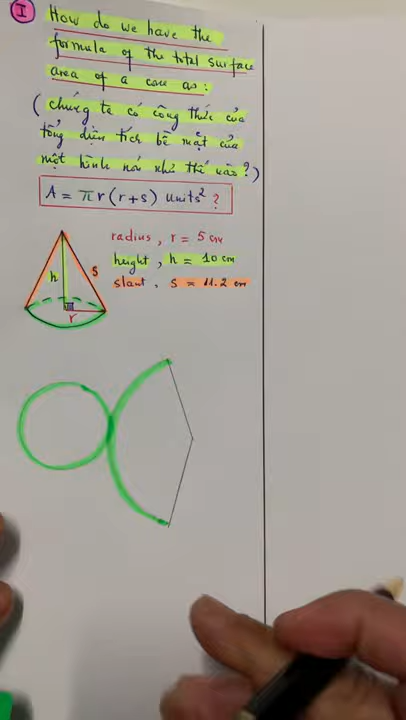 I How do we have the
formula of the total surface
area of a cone as:
(chúng ta có công thức của
tổng diện tích bề mặt của
một hình nón như thế nào?)
A = πr(r+s) units² ?
radius, r = 5 cm
height, h = 10 cm
slant, s = 11.2 cm
h
s
r